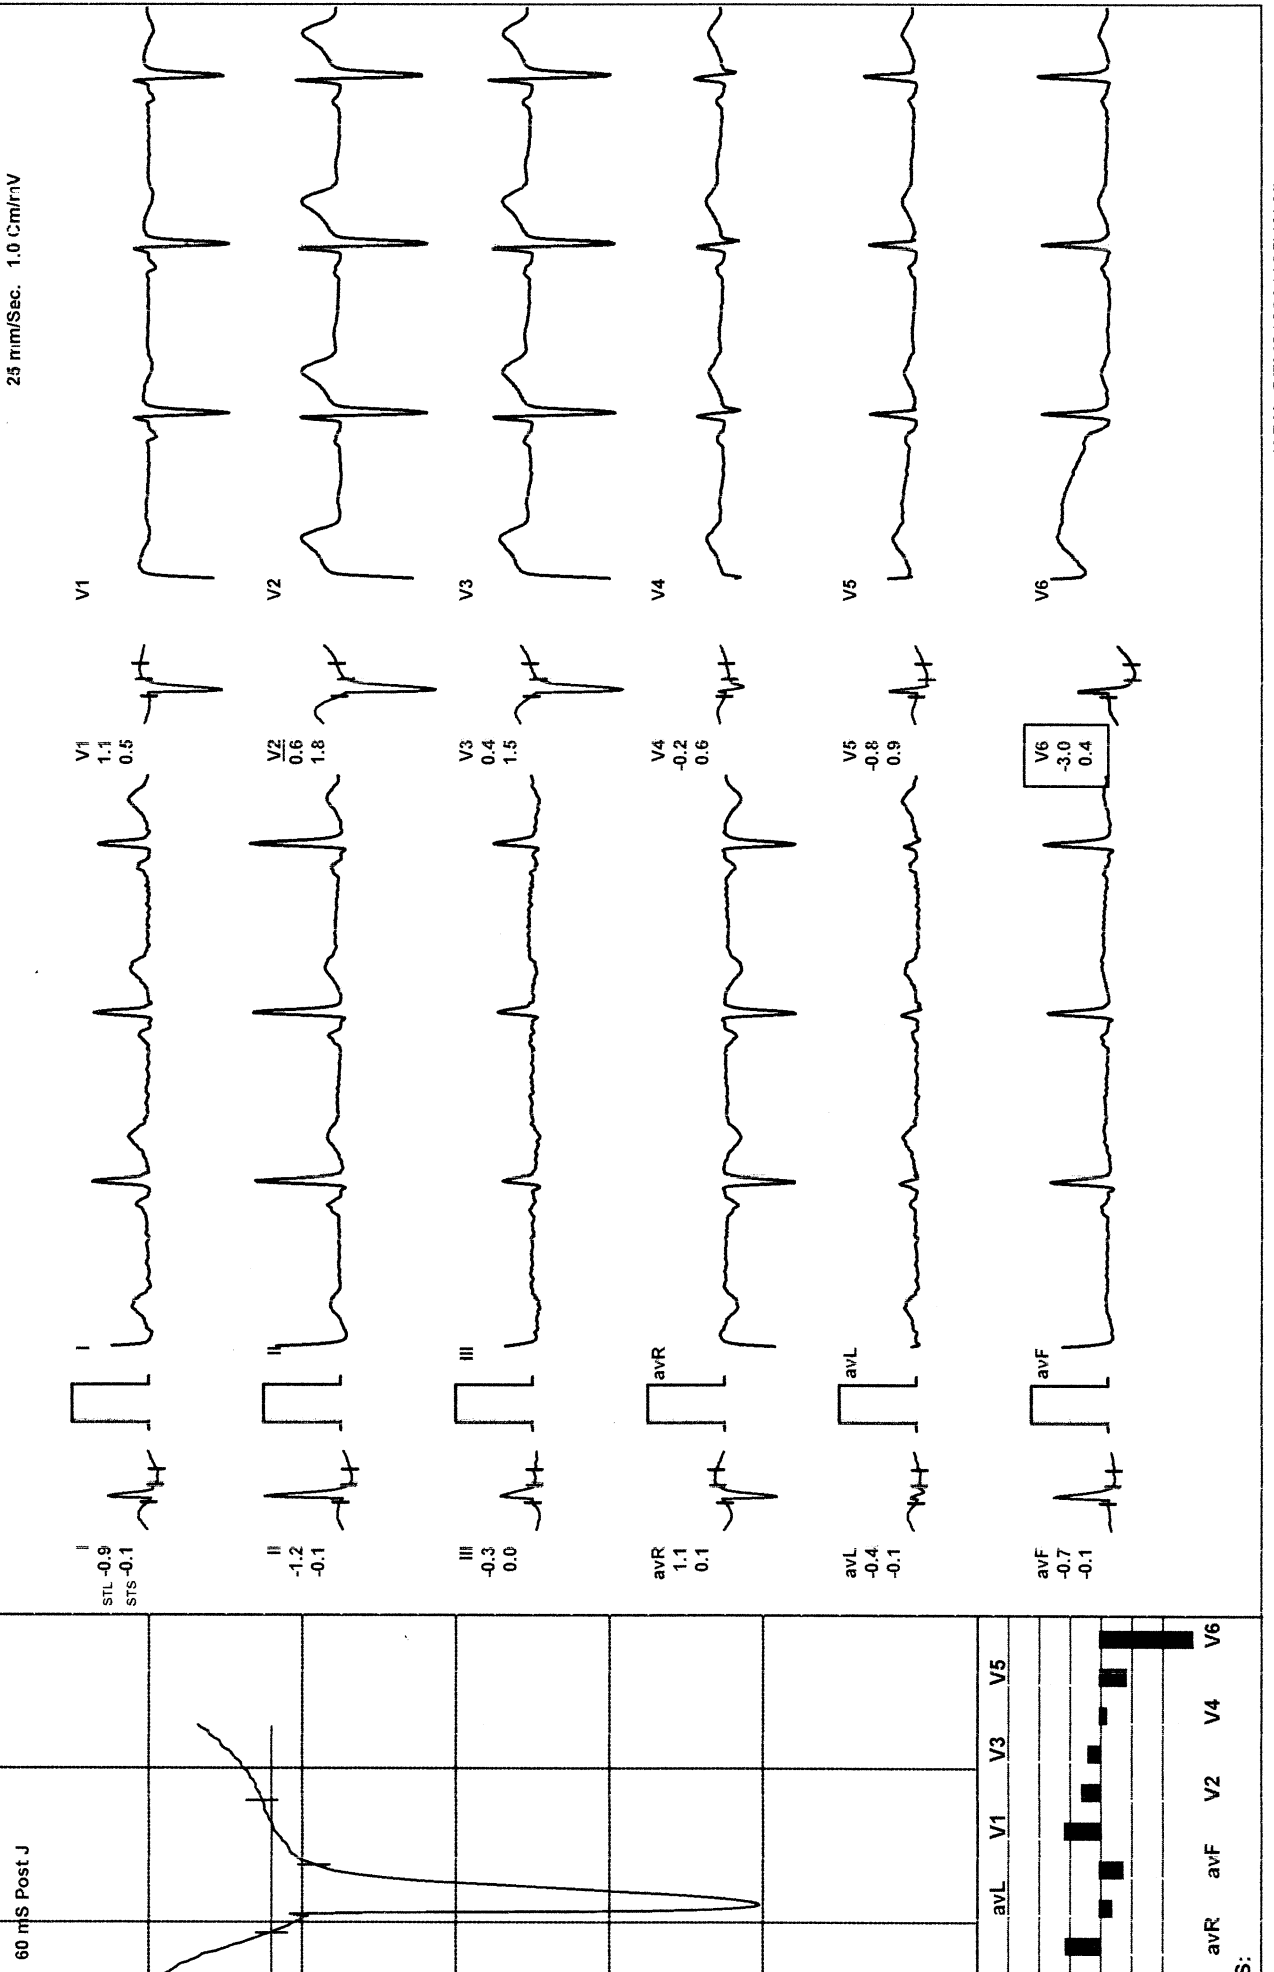 25 mm/Sec. 1.0 Cm/mV
60 mS Post J
I
STL -0.9
STS -0.1
I
V1
1.1
0.5
V1
II
-1.2
-0.1
II
V2
0.6
1.8
V2
III
-0.3
0.0
III
V3
0.4
1.5
V3
avR
1.1
0.1
avR
V4
-0.2
0.6
V4
avL
-0.4
-0.1
avL
V5
-0.8
0.9
V5
avF
-0.7
-0.1
avF
V6
-3.0
0.4
V6
avL V1 V3 V5
avR avF V2 V4 V6
S: